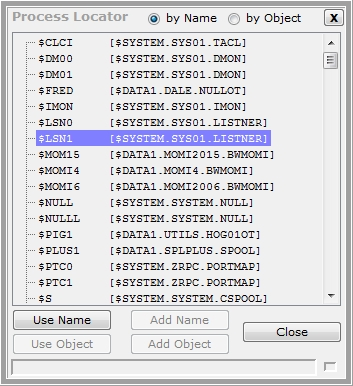 Process Locator by Name by Object X
$CLCI [$SYSTEM.SYS01.TACL]
$DM00 [$SYSTEM.SYS01.DMON]
$DM01 [$SYSTEM.SYS01.DMON]
$FRED [$DATA1.DALE.NULLOT]
$IMON [$SYSTEM.SYS01.IMON]
$LSN0 [$SYSTEM.SYS01.LISTNER]
$LSN1 [$SYSTEM.SYS01.LISTNER]
$MOM15 [$DATA1.MOMI2015.BWMOMI]
$MOMI4 [$DATA1.MOMI4.BWMOMI]
$MOMI6 [$DATA1.MOMI2006.BWMOMI]
$NULL [$SYSTEM.SYSTEM.NULL]
$NULLL [$SYSTEM.SYSTEM.NULL]
$PIG1 [$DATA1.UTILS.HOG01OT]
$PLUS1 [$DATA1.SPLPLUS.SPOOL]
$PTC0 [$SYSTEM.ZRPC.PORTMAP]
$PTC1 [$SYSTEM.ZRPC.PORTMAP]
$S [$SYSTEM.SYSTEM.CSPOOL]
Use Name Add Name
Close
Use Object Add Object